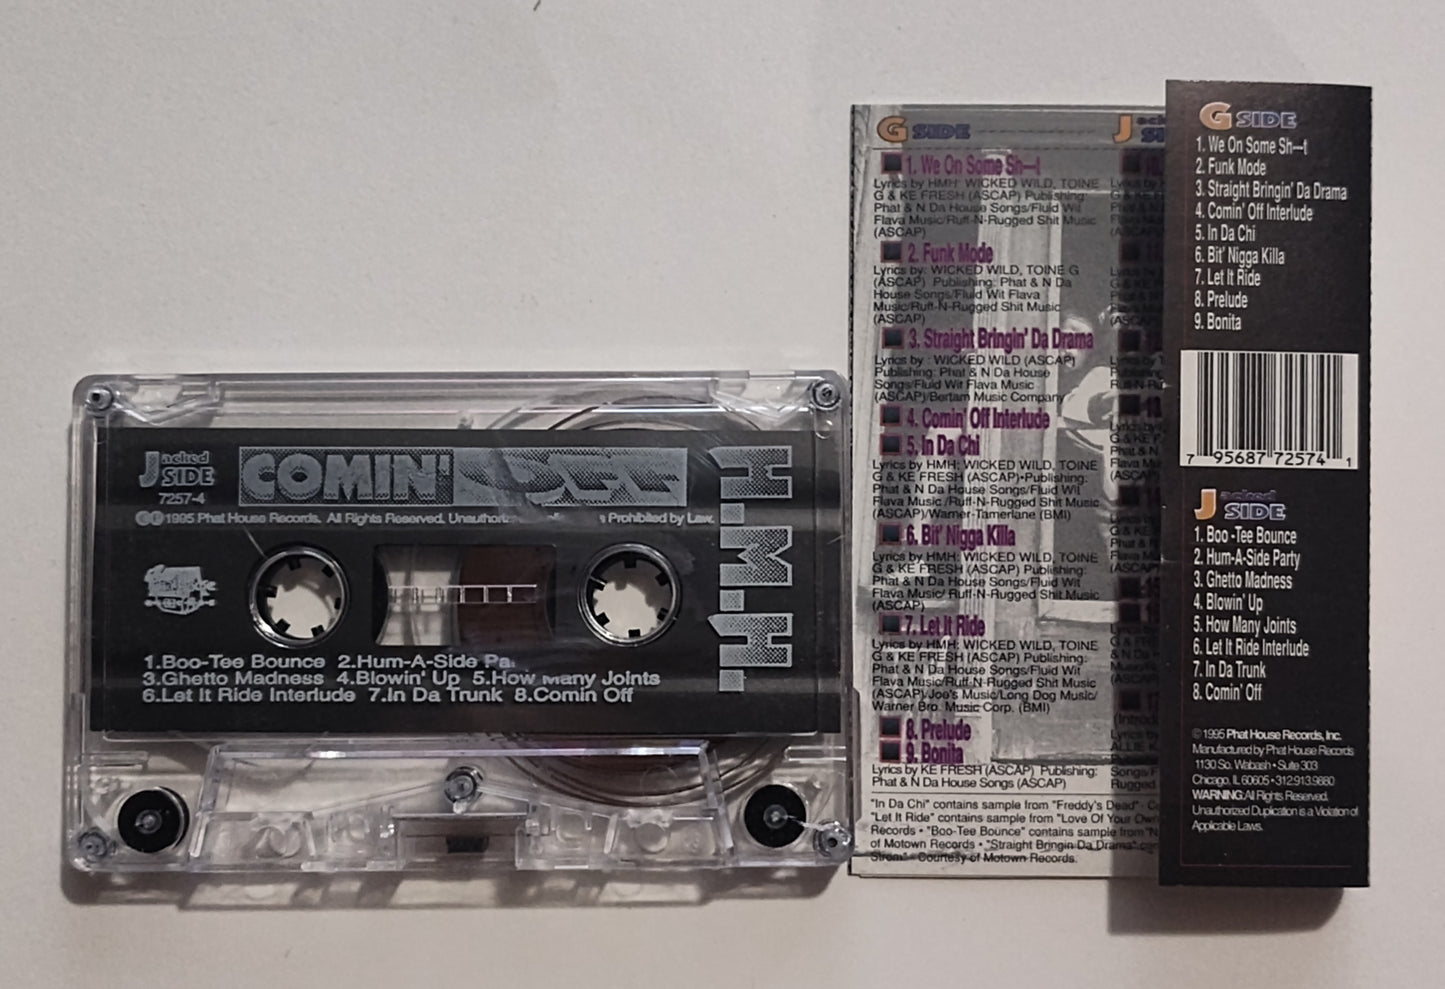 Jacked
SIDE
7257-4
COMIN' OFF
H.M.H.
©℗1995 Phat House Records. All Rights Reserved. Prohibited by Law.
1.Boo-Tee Bounce 2.Hum-A-Side
3.Ghetto Madness 4.Blowin' Up 5.How Many Joints
6.Let It Ride Interlude 7.In Da Trunk 8.Comin Off
G SIDE
1. We On Some Sh—t
Lyrics by HMH: WICKED WILD, TOINE
G & KE FRESH (ASCAP) Publishing
Phat & N Da House Songs/Fluid Wit
Flava Music/Ruff-N-Rugged Shit Music
(ASCAP)
2. Funk Mode
Lyrics by: WICKED WILD, TOINE G
(ASCAP) Publishing: Phat & N Da
House Songs/Fluid Wit Flava
Music/Ruff-N-Rugged Shit Music
(ASCAP)
3. Straight Bringin' Da Drama
Lyrics by : WICKED WILD (ASCAP)
Publishing: Phat & N Da House
Songs/Fluid Wit Flava Music
(ASCAP)/Bertam Music Company
4. Comin' Off Interlude
5. In Da Chi
Lyrics by HMH: WICKED WILD, TOINE
G & KE FRESH (ASCAP)•Publishing:
Phat & N Da House Songs/Fluid Wit
Flava Music /Ruff-N-Rugged Shit Music
(ASCAP)/Warner-Tamerlane (BMI)
6. Bit' Nigga Killa
Lyrics by HMH: WICKED WILD, TOINE
G & KE FRESH (ASCAP) Publishing:
Phat & N Da House Songs/Fluid Wit
Flava Music/ Ruff-N-Rugged Shit Music
(ASCAP)
7. Let It Ride
Lyrics by HMH: WICKED WILD, TOINE
G & KE FRESH (ASCAP) Publishing:
Phat & N Da House Songs/Fluid Wit
Flava Music/Ruff-N-Rugged Shit Music
(ASCAP)/Joe's Music/Long Dog Music/
Warner Bro. Music Corp. (BMI)
8. Prelude
9. Bonita
Lyrics by KE FRESH (ASCAP) Publishing:
Phat & N Da House Songs (ASCAP)
"In Da Chi" contains sample from "Freddy's Dead"
"Let It Ride" contains sample from "Love Of Your Own
Records • "Boo-Tee Bounce" contains sample from
of Motown Records • "Straight Bringin Da Drama"
Courtesy of Motown Records.
G SIDE
1. We On Some Sh—t
2. Funk Mode
3. Straight Bringin' Da Drama
4. Comin' Off Interlude
5. In Da Chi
6. Bit' Nigga Killa
7. Let It Ride
8. Prelude
9. Bonita
7 95687 72574 1
Jacked
SIDE
1. Boo -Tee Bounce
2. Hum-A-Side Party
3. Ghetto Madness
4. Blowin' Up
5. How Many Joints
6. Let It Ride Interlude
7. In Da Trunk
8. Comin' Off
©1995 Phat House Records, Inc.
Manufactured by Phat House Records
1130 So. Wabash • Suite 303
Chicago, IL 60605 • 312.913.9880
WARNING: All Rights Reserved.
Unauthorized Duplication is a Violation of
Applicable Laws.